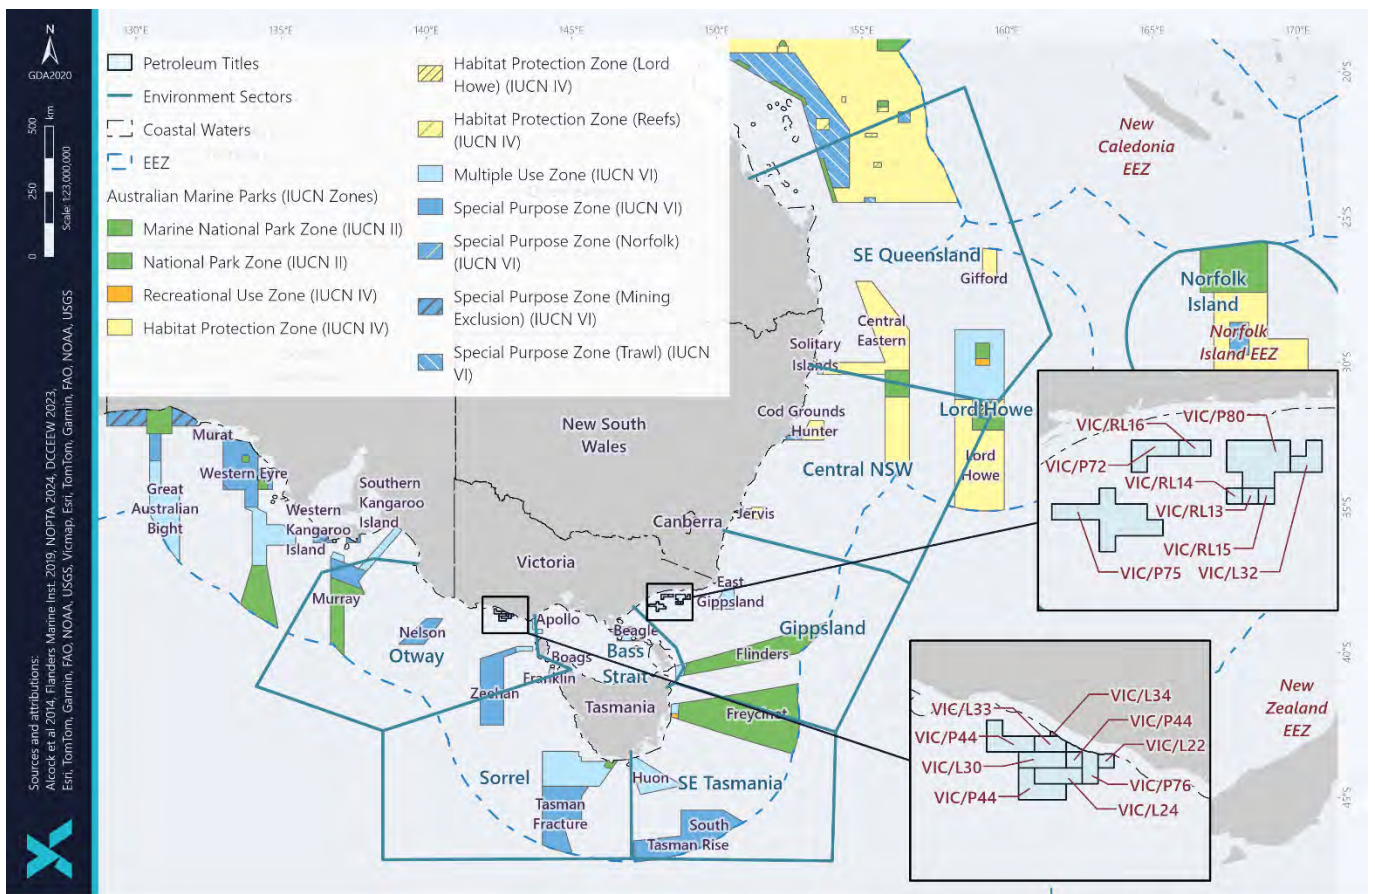 130°E
135°E
140°E
145°E
150°E
155°E
160°E
165°E
170°E
N
GDA2020
km
500
250
0
Scale: 1:23,000,000
Sources and attributions:
Alcock et al 2014, Flanders Marine Inst. 2019, NOPTA 2024, DCCEEW 2023,
Esri, TomTom, Garmin, FAO, NOAA, USGS, Vicmap, Esri, TomTom, Garmin, FAO, NOAA, USGS
Petroleum Titles
Environment Sectors
Coastal Waters
EEZ
Australian Marine Parks (IUCN Zones)
Marine National Park Zone (IUCN II)
National Park Zone (IUCN II)
Recreational Use Zone (IUCN IV)
Habitat Protection Zone (IUCN IV)
Habitat Protection Zone (Lord
Howe) (IUCN IV)
Habitat Protection Zone (Reefs)
(IUCN IV)
Multiple Use Zone (IUCN VI)
Special Purpose Zone (IUCN VI)
Special Purpose Zone (Norfolk)
(IUCN VI)
Special Purpose Zone (Mining
Exclusion) (IUCN VI)
Special Purpose Zone (Trawl) (IUCN
VI)
20°S
25°S
30°S
35°S
40°S
45°S
New
Caledonia
EEZ
SE Queensland
Gifford
Norfolk
Island
Norfolk
Island EEZ
Central
Eastern
Solitary
Islands
Lord Howe
Cod Grounds
Hunter
Lord
Howe
Central NSW
New South
Wales
Murat
Western Eyre
Great
Australian
Bight
Southern
Kangaroo
Island
Western
Kangaroo
Island
Canberra
Jervis
Victoria
East
Gippsland
Murray
Apollo
Nelson
Beagle
Gippsland
Otway
Bass
Strait
Boags
Franklin
Flinders
Zeehan
Tasmania
Freycinet
Sorrel
Huon
SE Tasmania
Tasman
Fracture
South
Tasman Rise
New
Zealand
EEZ
VIC/RL16
VIC/P80
VIC/P72
VIC/RL14
VIC/RL13
VIC/RL15
VIC/P75
VIC/L32
VIC/L34
VIC/L33
VIC/P44
VIC/P44
VIC/L22
VIC/L30
VIC/P76
VIC/P44
VIC/L24